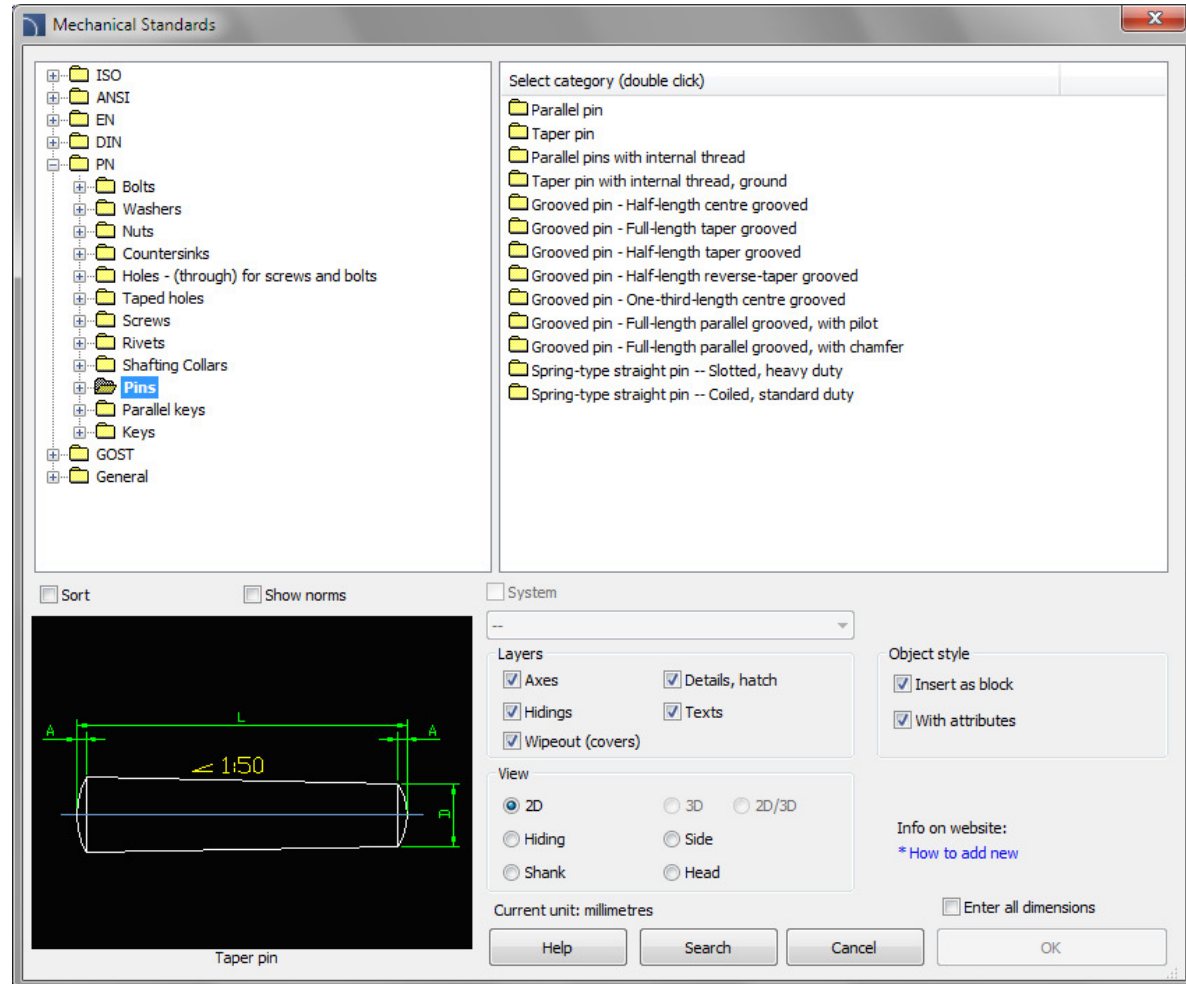 Mechanical Standards
ISO
ANSI
EN
DIN
PN
Bolts
Washers
Nuts
Countersinks
Holes - (through) for screws and bolts
Taped holes
Screws
Rivets
Shafting Collars
Pins
Parallel keys
Keys
GOST
General
Select category (double click)
Parallel pin
Taper pin
Parallel pins with internal thread
Taper pin with internal thread, ground
Grooved pin - Half-length centre grooved
Grooved pin - Full-length taper grooved
Grooved pin - Half-length taper grooved
Grooved pin - Half-length reverse-taper grooved
Grooved pin - One-third-length centre grooved
Grooved pin - Full-length parallel grooved, with pilot
Grooved pin - Full-length parallel grooved, with chamfer
Spring-type straight pin -- Slotted, heavy duty
Spring-type straight pin -- Coiled, standard duty
Sort
Show norms
L
A
A
1:50
A
Taper pin
System
--
Layers
Axes
Details, hatch
Hidings
Texts
Wipeout (covers)
Object style
Insert as block
With attributes
View
2D
3D
2D/3D
Hiding
Side
Shank
Head
Info on website:
* How to add new
Current unit: millimetres
Enter all dimensions
Help
Search
Cancel
OK